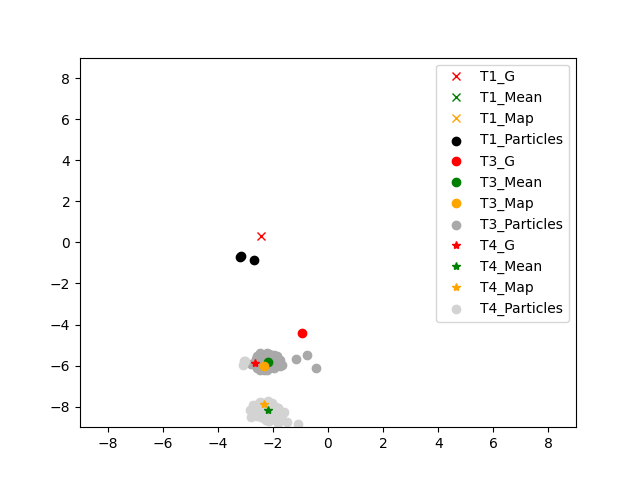 8
6
4
2
0
−2
−4
−6
−8
−8 −6 −4 −2 0 2 4 6 8
T1_G
T1_Mean
T1_Map
T1_Particles
T3_G
T3_Mean
T3_Map
T3_Particles
T4_G
T4_Mean
T4_Map
T4_Particles